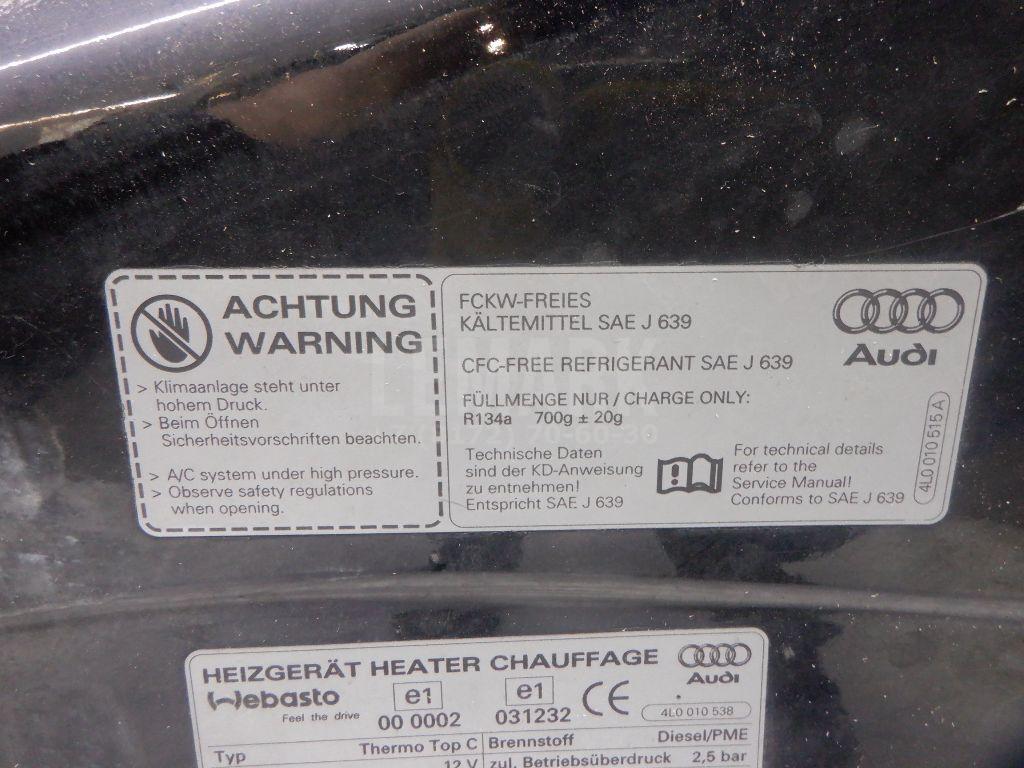 ACHTUNG
WARNING
> Klimaanlage steht unter
hohem Druck.
> Beim Öffnen
Sicherheitsvorschriften beachten.
> A/C system under high pressure.
> Observe safety regulations
when opening.
FCKW-FREIES
KÄLTEMITTEL SAE J 639
CFC-FREE REFRIGERANT SAE J 639
FÜLLMENGE NUR / CHARGE ONLY:
R134a 700g ± 20g
Technische Daten
sind der KD-Anweisung
zu entnehmen!
Entspricht SAE J 639
For technical details
refer to the
Service Manual!
Conforms to SAE J 639
Audi
4L0 010 515 A
HEIZGERÄT HEATER CHAUFFAGE
Audi
Webasto
Feel the drive
e1
00 0002
e1
031232
CE
4L0 010 538
Typ Thermo Top C
12 V
Brennstoff Diesel/PME
zul. Betriebsüberdruck 2,5 bar